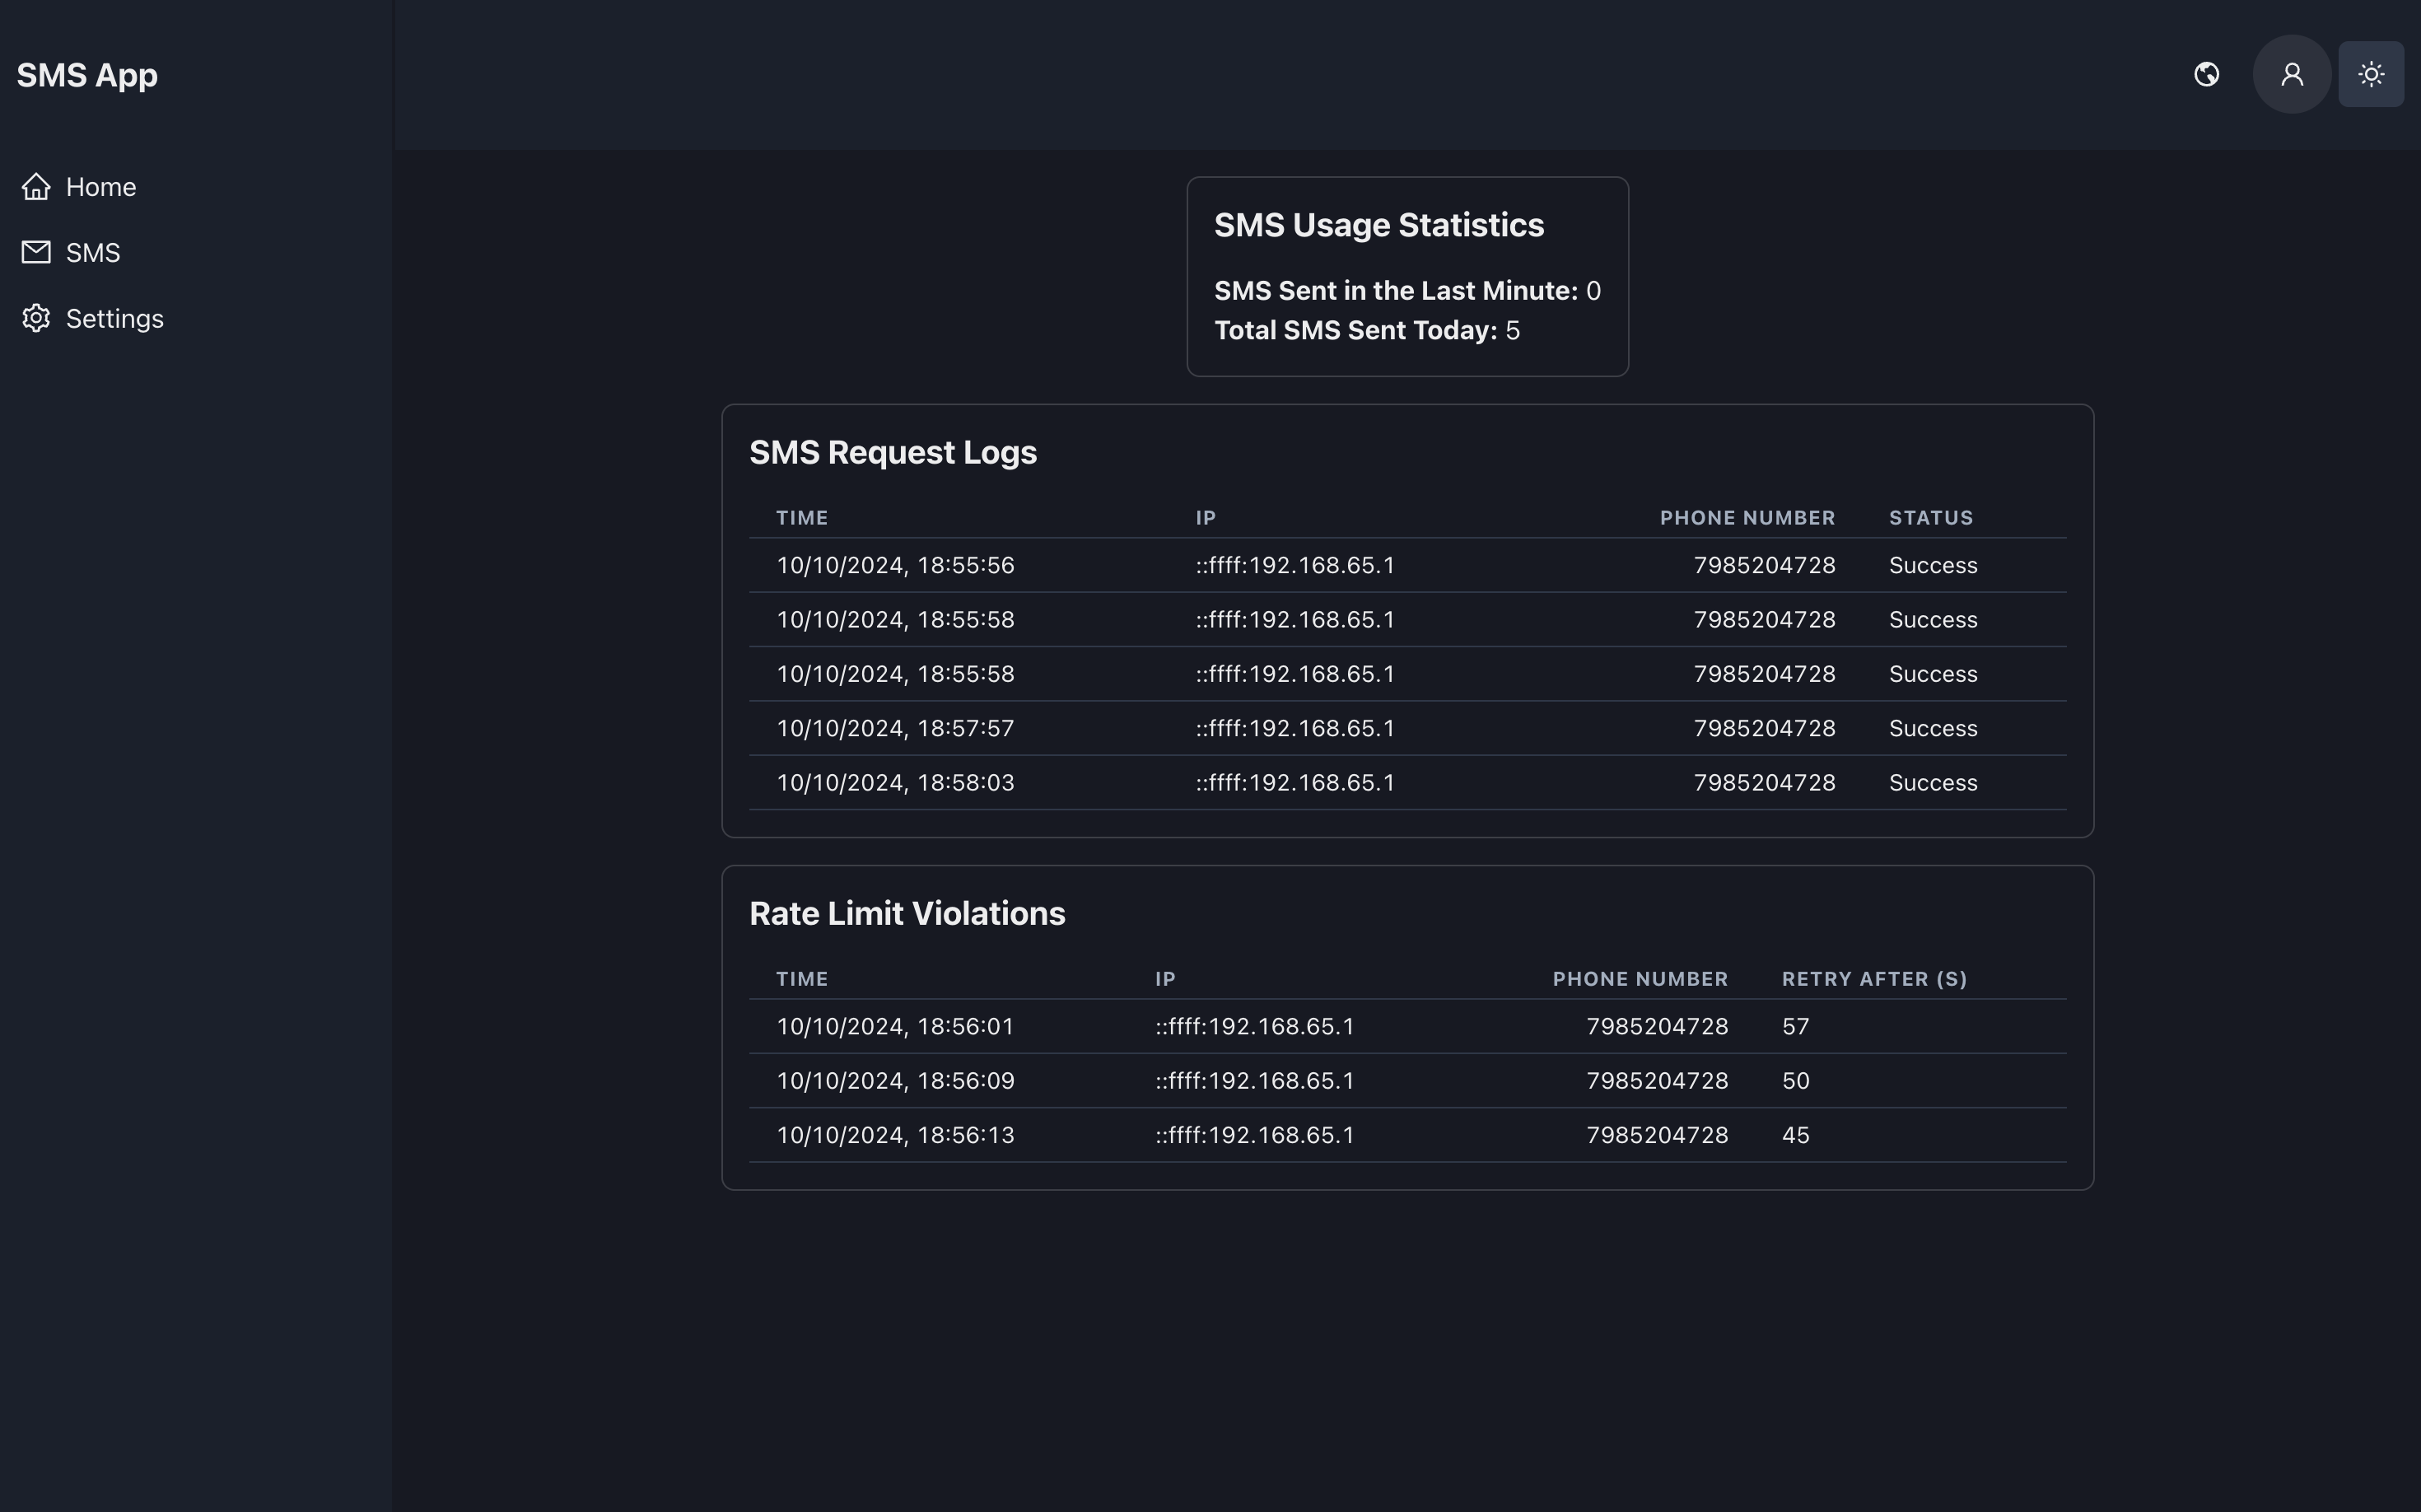 SMS App
Home
SMS
Settings
SMS Usage Statistics
SMS Sent in the Last Minute: 0
Total SMS Sent Today: 5
SMS Request Logs
TIME IP PHONE NUMBER STATUS
10/10/2024, 18:55:56 ::ffff:192.168.65.1 7985204728 Success
10/10/2024, 18:55:58 ::ffff:192.168.65.1 7985204728 Success
10/10/2024, 18:55:58 ::ffff:192.168.65.1 7985204728 Success
10/10/2024, 18:57:57 ::ffff:192.168.65.1 7985204728 Success
10/10/2024, 18:58:03 ::ffff:192.168.65.1 7985204728 Success
Rate Limit Violations
TIME IP PHONE NUMBER RETRY AFTER (S)
10/10/2024, 18:56:01 ::ffff:192.168.65.1 7985204728 57
10/10/2024, 18:56:09 ::ffff:192.168.65.1 7985204728 50
10/10/2024, 18:56:13 ::ffff:192.168.65.1 7985204728 45